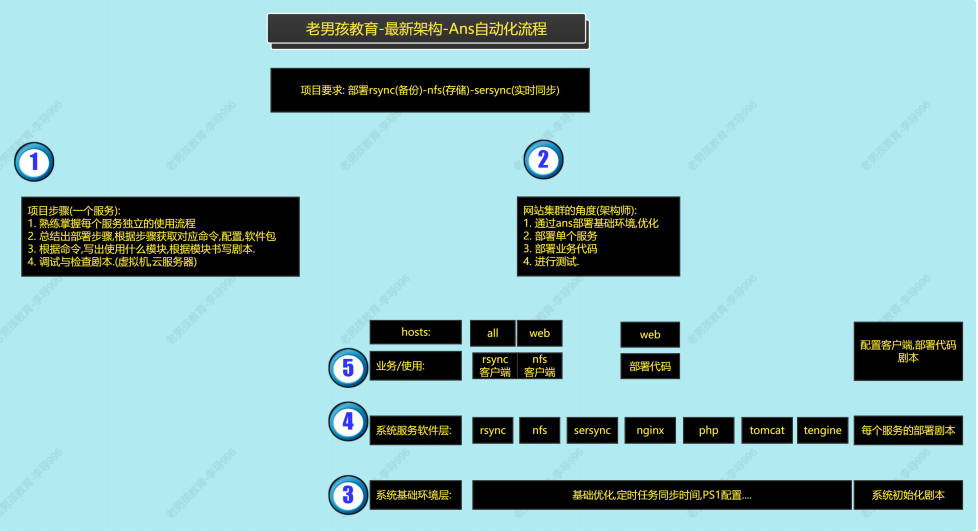 老男孩教育-最新架构-Ans自动化流程
项目要求: 部署rsync(备份)-nfs(存储)-sersync(实时同步)
1
2
项目步骤(一个服务):
1. 熟练掌握每个服务独立的使用流程
2. 总结出部署步骤,根据步骤获取对应命令,配置,软件包
3. 根据命令,写出使用什么模块,根据模块书写剧本.
4. 调试与检查剧本.(虚拟机,云服务器)
网站集群的角度(架构师):
1. 通过ans部署基础环境,优化
2. 部署单个服务
3. 部署业务代码
4. 进行测试.
hosts:
all
web
web
配置客户端,部署代码
剧本
5
业务/使用:
rsync
客户端
nfs
客户端
部署代码
4
系统服务软件层:
rsync
nfs
sersync
nginx
php
tomcat
tengine
每个服务的部署剧本
3
系统基础环境层:
基础优化,定时任务同步时间,PS1配置....
系统初始化剧本